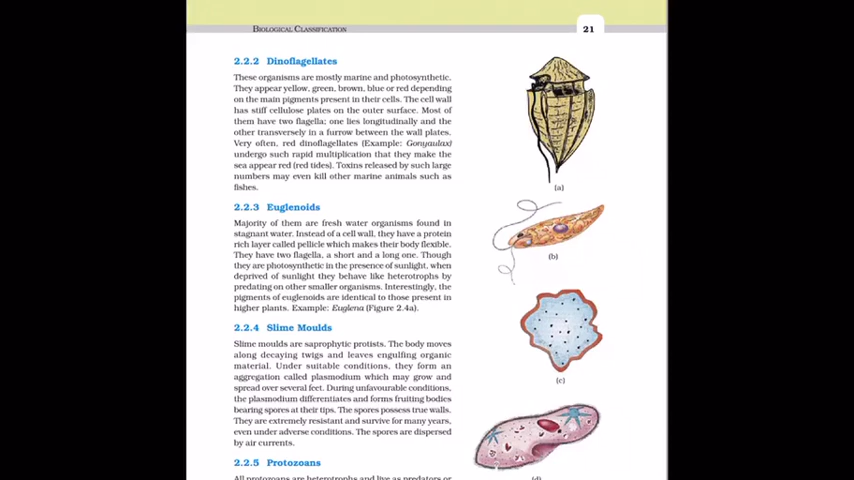 BIOLOGICAL CLASSIFICATION
21
2.2.2 Dinoflagellates
These organisms are mostly marine and photosynthetic.
They appear yellow, green, brown, blue or red depending
on the main pigments present in their cells. The cell wall
has stiff cellulose plates on the outer surface. Most of
them have two flagella; one lies longitudinally and the
other transversely in a furrow between the wall plates.
Very often, red dinoflagellates (Example: Gonyaulax)
undergo such rapid multiplication that they make the
sea appear red (red tides). Toxins released by such large
numbers may even kill other marine animals such as
fishes.
2.2.3 Euglenoids
Majority of them are fresh water organisms found in
stagnant water. Instead of a cell wall, they have a protein
rich layer called pellicle which makes their body flexible.
They have two flagella, a short and a long one. Though
they are photosynthetic in the presence of sunlight, when
deprived of sunlight they behave like heterotrophs by
predating on other smaller organisms. Interestingly, the
pigments of euglenoids are identical to those present in
higher plants. Example: Euglena (Figure 2.4a).
2.2.4 Slime Moulds
Slime moulds are saprophytic protists. The body moves
along decaying twigs and leaves engulfing organic
material. Under suitable conditions, they form an
aggregation called plasmodium which may grow and
spread over several feet. During unfavourable conditions,
the plasmodium differentiates and forms fruiting bodies
bearing spores at their tips. The spores possess true walls.
They are extremely resistant and survive for many years,
even under adverse conditions. The spores are dispersed
by air currents.
2.2.5 Protozoans
All protozoans are heterotrophs and live as predators or
(a)
(b)
(c)
(d)